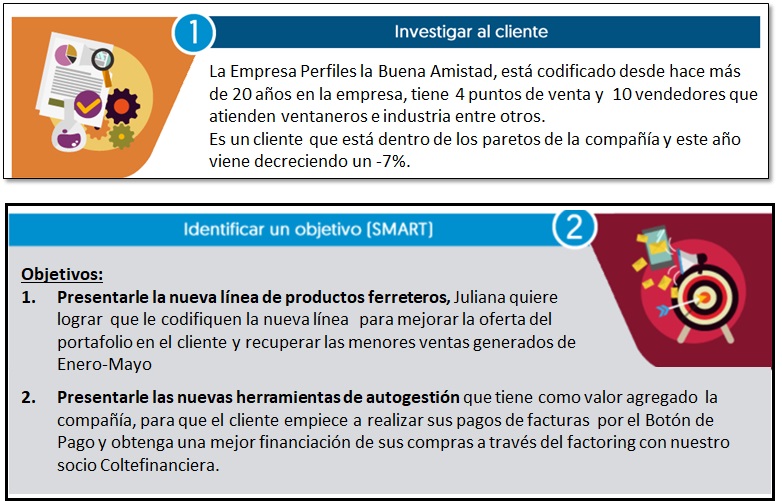 1
Investigar al cliente
La Empresa Perfiles la Buena Amistad, está codificado desde hace más
de 20 años en la empresa, tiene 4 puntos de venta y 10 vendedores que
atienden ventaneros e industria entre otros.
Es un cliente que está dentro de los paretos de la compañía y este año
viene decreciendo un -7%.
Identificar un objetivo (SMART)
2
Objetivos:
1. Presentarle la nueva línea de productos ferreteros, Juliana quiere
lograr que le codifiquen la nueva línea para mejorar la oferta del
portafolio en el cliente y recuperar las menores ventas generados de
Enero-Mayo
2. Presentarle las nuevas herramientas de autogestión que tiene como valor agregado la
compañía, para que el cliente empiece a realizar sus pagos de facturas por el Botón de
Pago y obtenga una mejor financiación de sus compras a través del factoring con nuestro
socio Coltefinanciera.